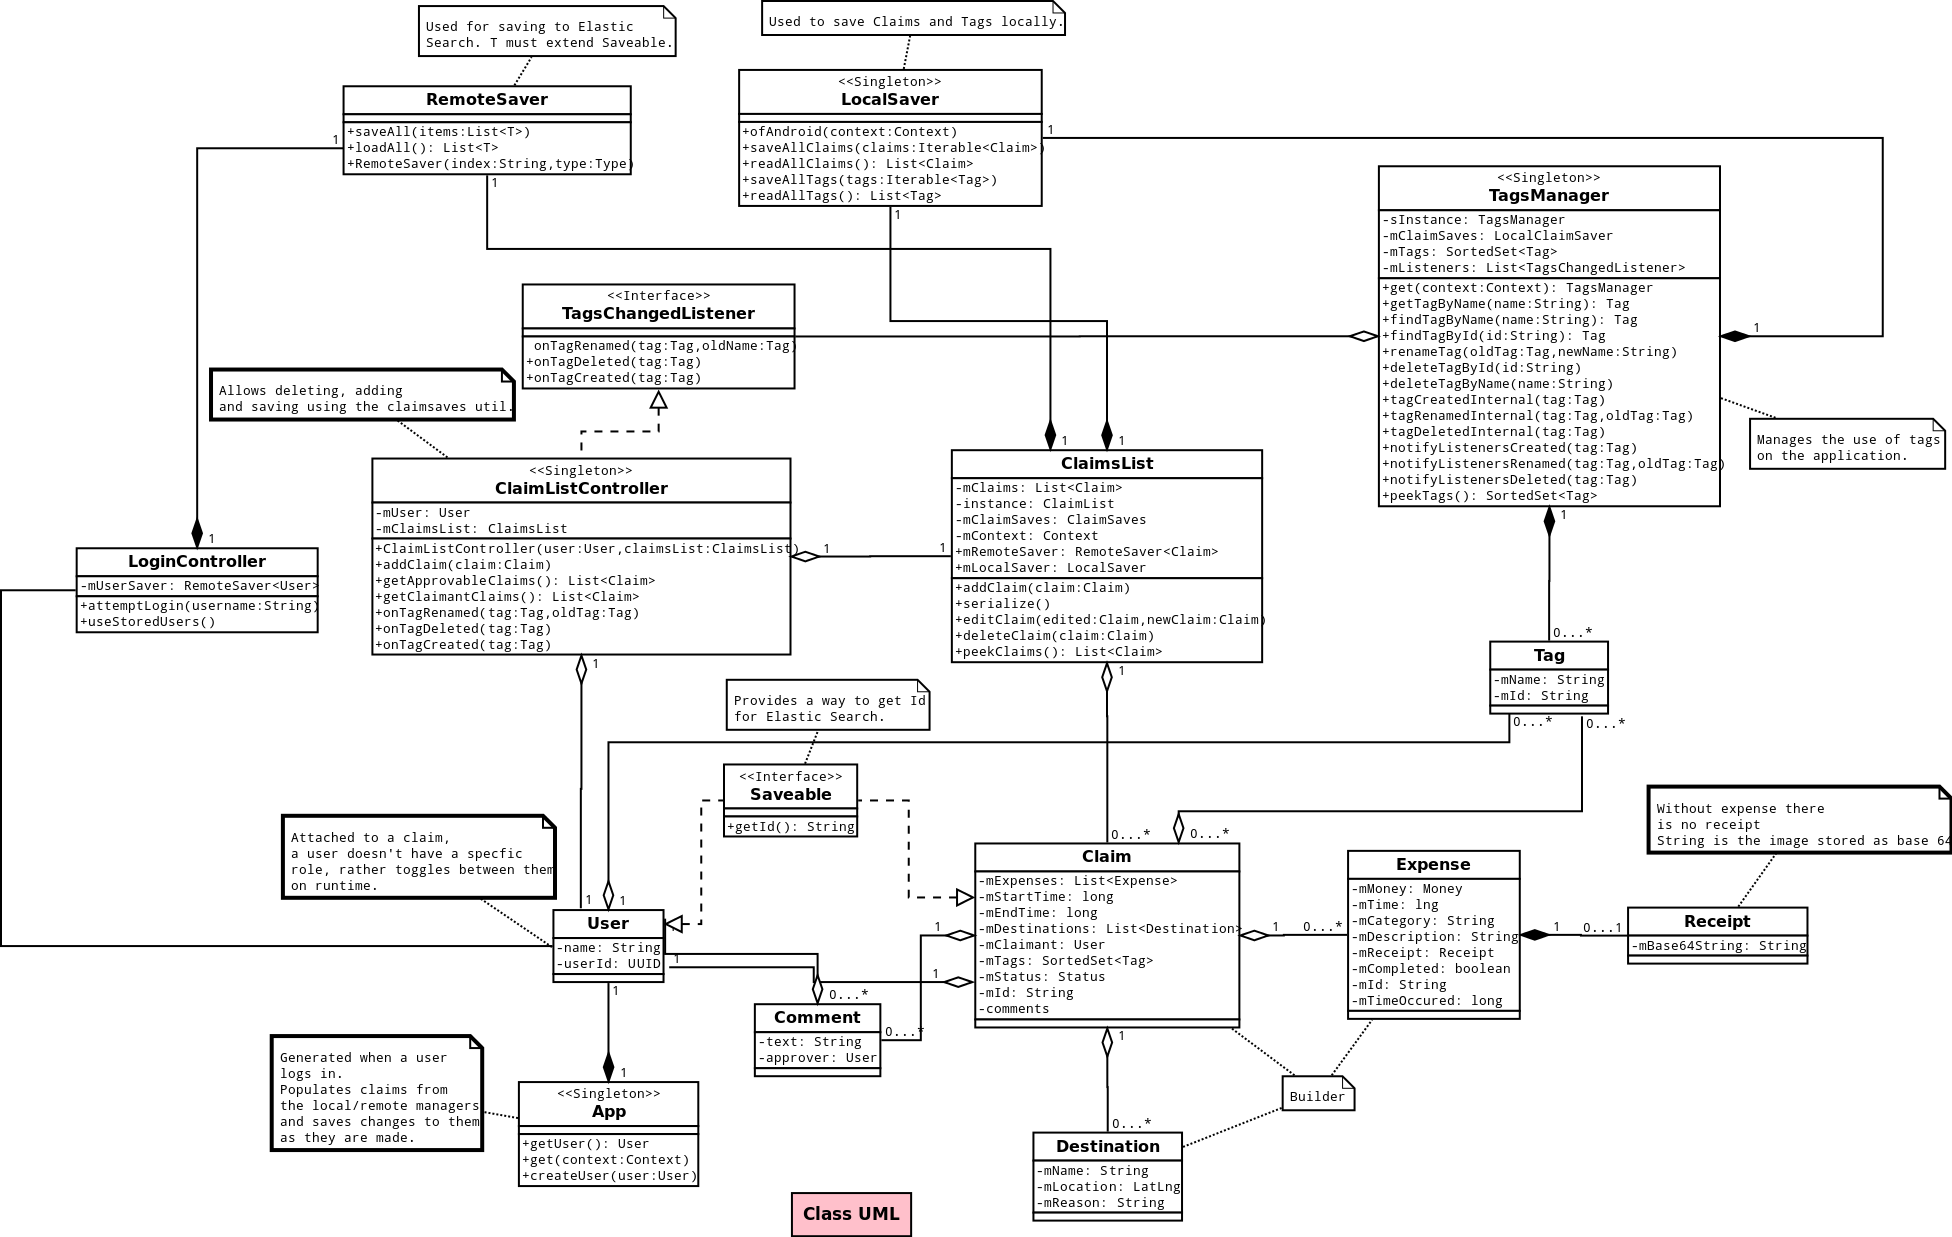 Used for saving to Elastic
Search. T must extend Saveable.
Used to save Claims and Tags locally.
RemoteSaver
+saveAll(items:List<T>)
+loadAll(): List<T>
+RemoteSaver(index:String,type:Type)
1
1
<<Singleton>>
LocalSaver
+ofAndroid(context:Context)
+saveAllClaims(claims:Iterable<Claim>)
+readAllClaims(): List<Claim>
+saveAllTags(tags:Iterable<Tag>)
+readAllTags(): List<Tag>
1
1
<<Singleton>>
TagsManager
-sInstance: TagsManager
-mClaimSaves: LocalClaimSaver
-mTags: SortedSet<Tag>
-mListeners: List<TagsChangedListener>
+get(context:Context): TagsManager
+getTagByName(name:String): Tag
+findTagByName(name:String): Tag
+findTagById(id:String): Tag
+renameTag(oldTag:Tag,newName:String)
+deleteTagById(id:String)
+deleteTagByName(name:String)
+tagCreatedInternal(tag:Tag)
+tagRenamedInternal(tag:Tag,oldTag:Tag)
+tagDeletedInternal(tag:Tag)
+notifyListenersCreated(tag:Tag)
+notifyListenersRenamed(tag:Tag,oldTag:Tag)
+notifyListenersDeleted(tag:Tag)
+peekTags(): SortedSet<Tag>
1
1
Manages the use of tags
on the application.
<<Interface>>
TagsChangedListener
onTagRenamed(tag:Tag,oldName:Tag)
+onTagDeleted(tag:Tag)
+onTagCreated(tag:Tag)
Allows deleting, adding
and saving using the claimsaves util.
<<Singleton>>
ClaimListController
-mUser: User
-mClaimsList: ClaimsList
+ClaimListController(user:User,claimsList:ClaimsList)
+addClaim(claim:Claim)
+getApprovableClaims(): List<Claim>
+getClaimantClaims(): List<Claim>
+onTagRenamed(tag:Tag,oldTag:Tag)
+onTagDeleted(tag:Tag)
+onTagCreated(tag:Tag)
1
1
1
1
1
ClaimsList
-mClaims: List<Claim>
-instance: ClaimList
-mClaimSaves: ClaimSaves
-mContext: Context
+mRemoteSaver: RemoteSaver<Claim>
+mLocalSaver: LocalSaver
+addClaim(claim:Claim)
+serialize()
+editClaim(edited:Claim,newClaim:Claim)
+deleteClaim(claim:Claim)
+peekClaims(): List<Claim>
1
1
LoginController
-mUserSaver: RemoteSaver<User>
+attemptLogin(username:String)
+useStoredUsers()
0...*
Tag
-mName: String
-mId: String
0...*
0...*
Provides a way to get Id
for Elastic Search.
<<Interface>>
Saveable
+getId(): String
Without expense there
is no receipt
String is the image stored as base 64
Attached to a claim,
a user doesn't have a specfic
role, rather toggles between them
on runtime.
1
1
User
-name: String
-userId: UUID
1
1
0...*
0...*
Claim
-mExpenses: List<Expense>
-mStartTime: long
-mEndTime: long
-mDestinations: List<Destination>
-mClaimant: User
-mTags: SortedSet<Tag>
-mStatus: Status
-mId: String
-comments
1
1
1
0...*
1
Expense
-mMoney: Money
-mTime: lng
-mCategory: String
-mDescription: String
-mReceipt: Receipt
-mCompleted: boolean
-mId: String
-mTimeOccured: long
1
0...1
Receipt
-mBase64String: String
0...*
Comment
-text: String
-approver: User
0...*
Generated when a user
logs in.
Populates claims from
the local/remote managers
and saves changes to them
as they are made.
1
<<Singleton>>
App
+getUser(): User
+get(context:Context)
+createUser(user:User)
Builder
0...*
Destination
-mName: String
-mLocation: LatLng
-mReason: String
Class UML